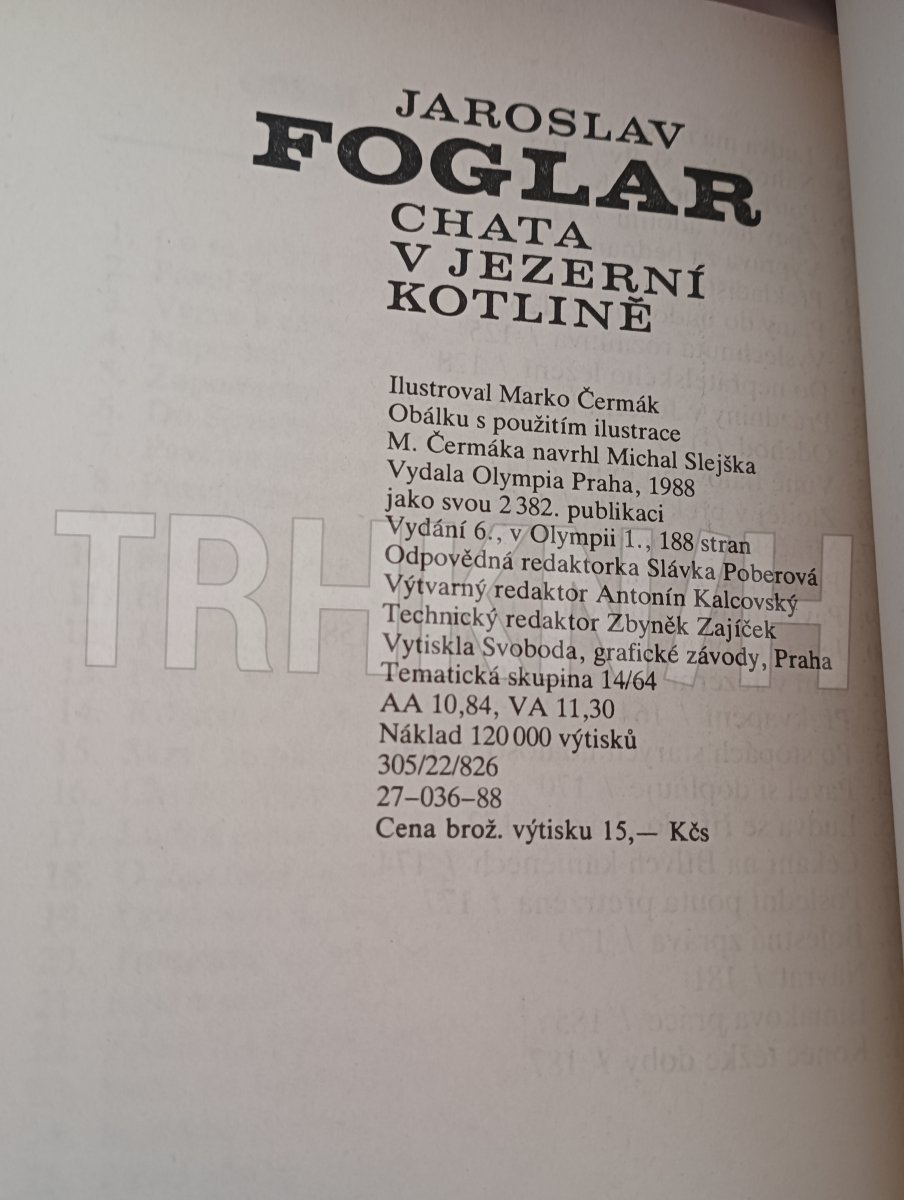 JAROSLAV
FOGLAR
CHATA
V JEZERNÍ
KOTLINĚ
Ilustroval Marko Čermák
Obálku s použitím ilustrace
M. Čermáka navrhl Michal Slejška
Vydala Olympia Praha, 1988
jako svou 2 382. publikaci
Vydání 6., v Olympii 1., 188 stran
Odpovědná redaktorka Slávka Poberová
Výtvarný redaktor Antonín Kalcovský
Technický redaktor Zbyněk Zajíček
Vytiskla Svoboda, grafické závody, Praha
Tematická skupina 14/64
AA 10,84, VA 11,30
Náklad 120 000 výtisků
305/22/826
27–036–88
Cena brož. výtisku 15,— Kčs
TRHKNIH